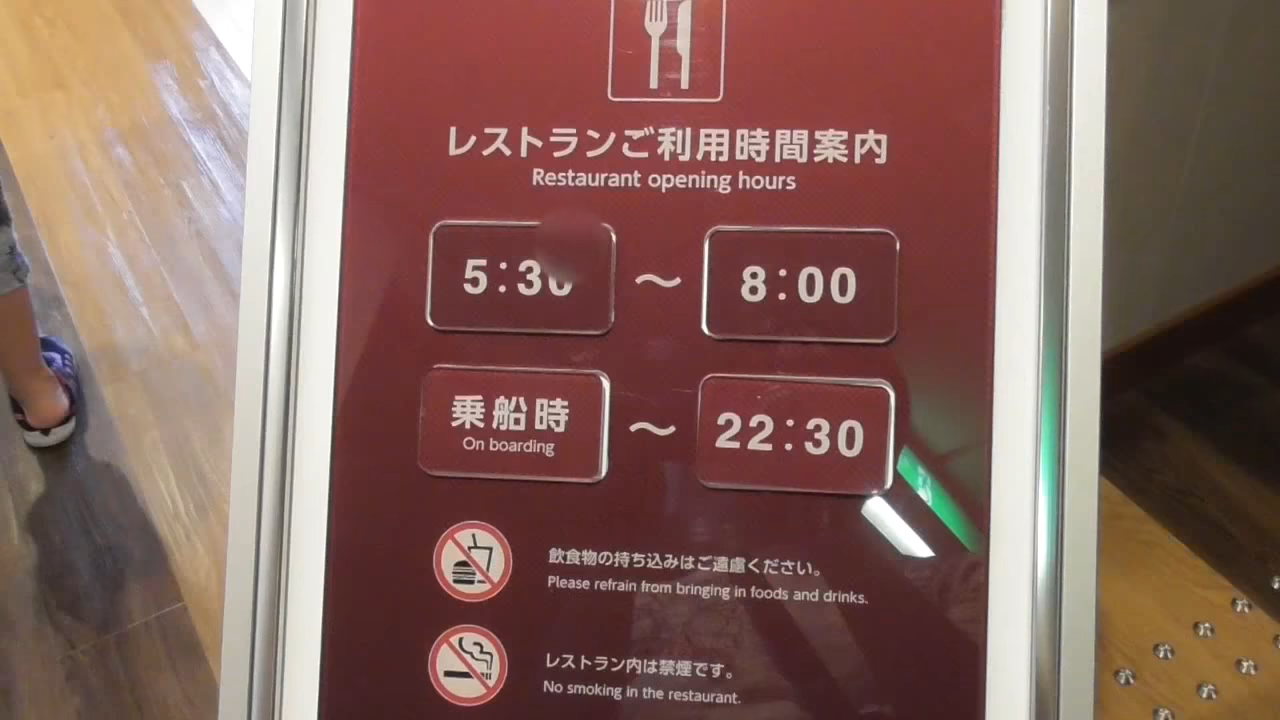 レストランご利用時間案内
Restaurant opening hours
5:30 ～ 8:00
乗船時 ～ 22:30
On boarding
飲食物の持ち込みはご遠慮ください。
Please refrain from bringing in foods and drinks.
レストラン内は禁煙です。
No smoking in the restaurant.